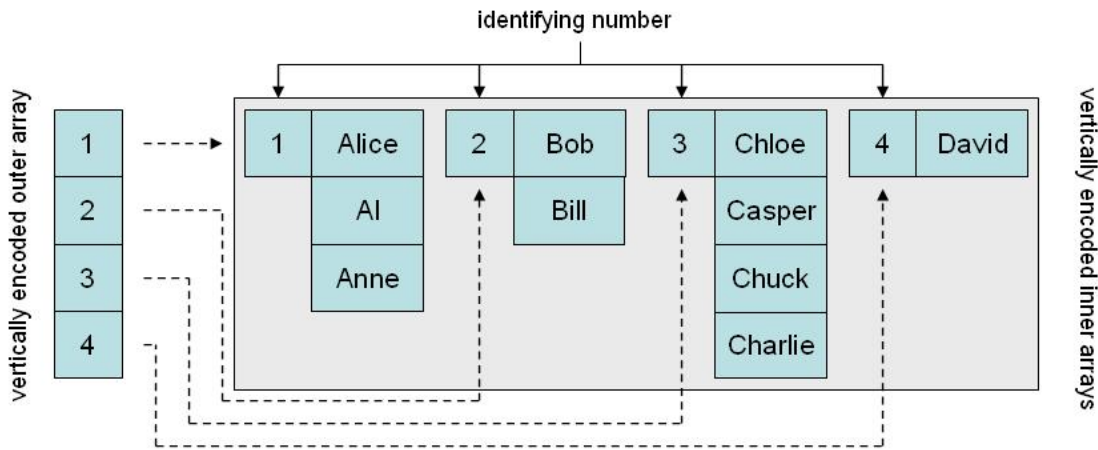 identifying number
vertically encoded outer array
1
2
3
4
1 Alice
Al
Anne
2 Bob
Bill
3 Chloe
Casper
Chuck
Charlie
4 David
vertically encoded inner arrays